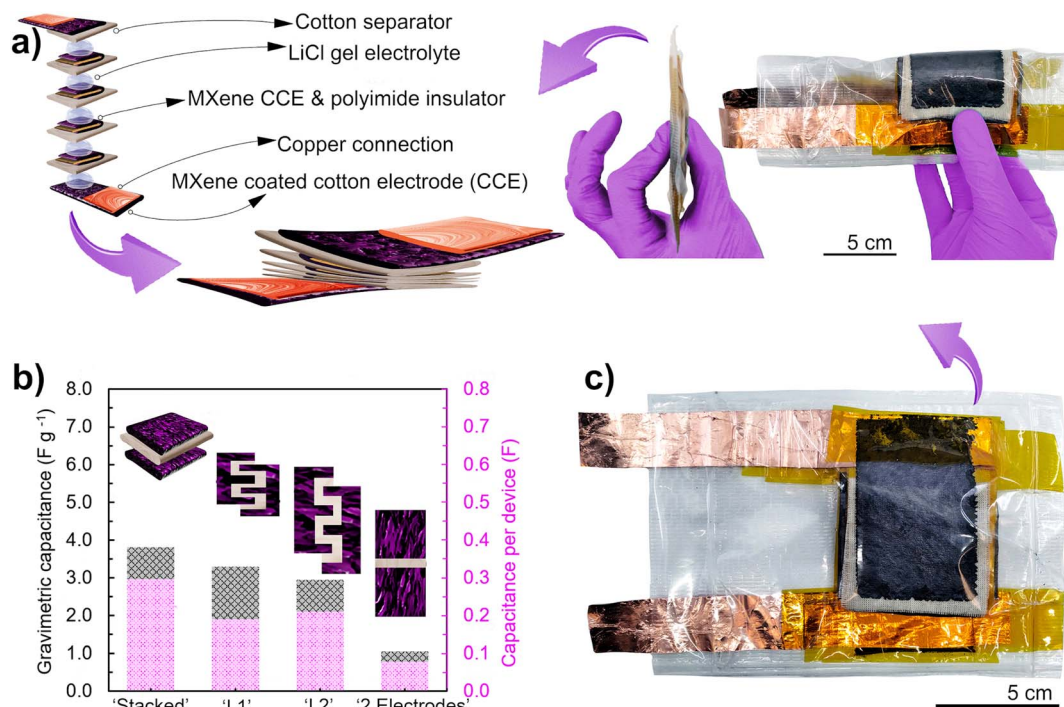 a)
Cotton separator
LiCl gel electrolyte
MXene CCE & polyimide insulator
Copper connection
MXene coated cotton electrode (CCE)
5 cm
b)
Gravimetric capacitance (F g⁻¹)
8.0
7.0
6.0
5.0
4.0
3.0
2.0
1.0
0.0
0.8
0.7
0.6
0.5
0.4
0.3
0.2
0.1
0.0
Capacitance per device (F)
'Stacked' 'L1' 'L2' '2 Electrodes'
c)
5 cm